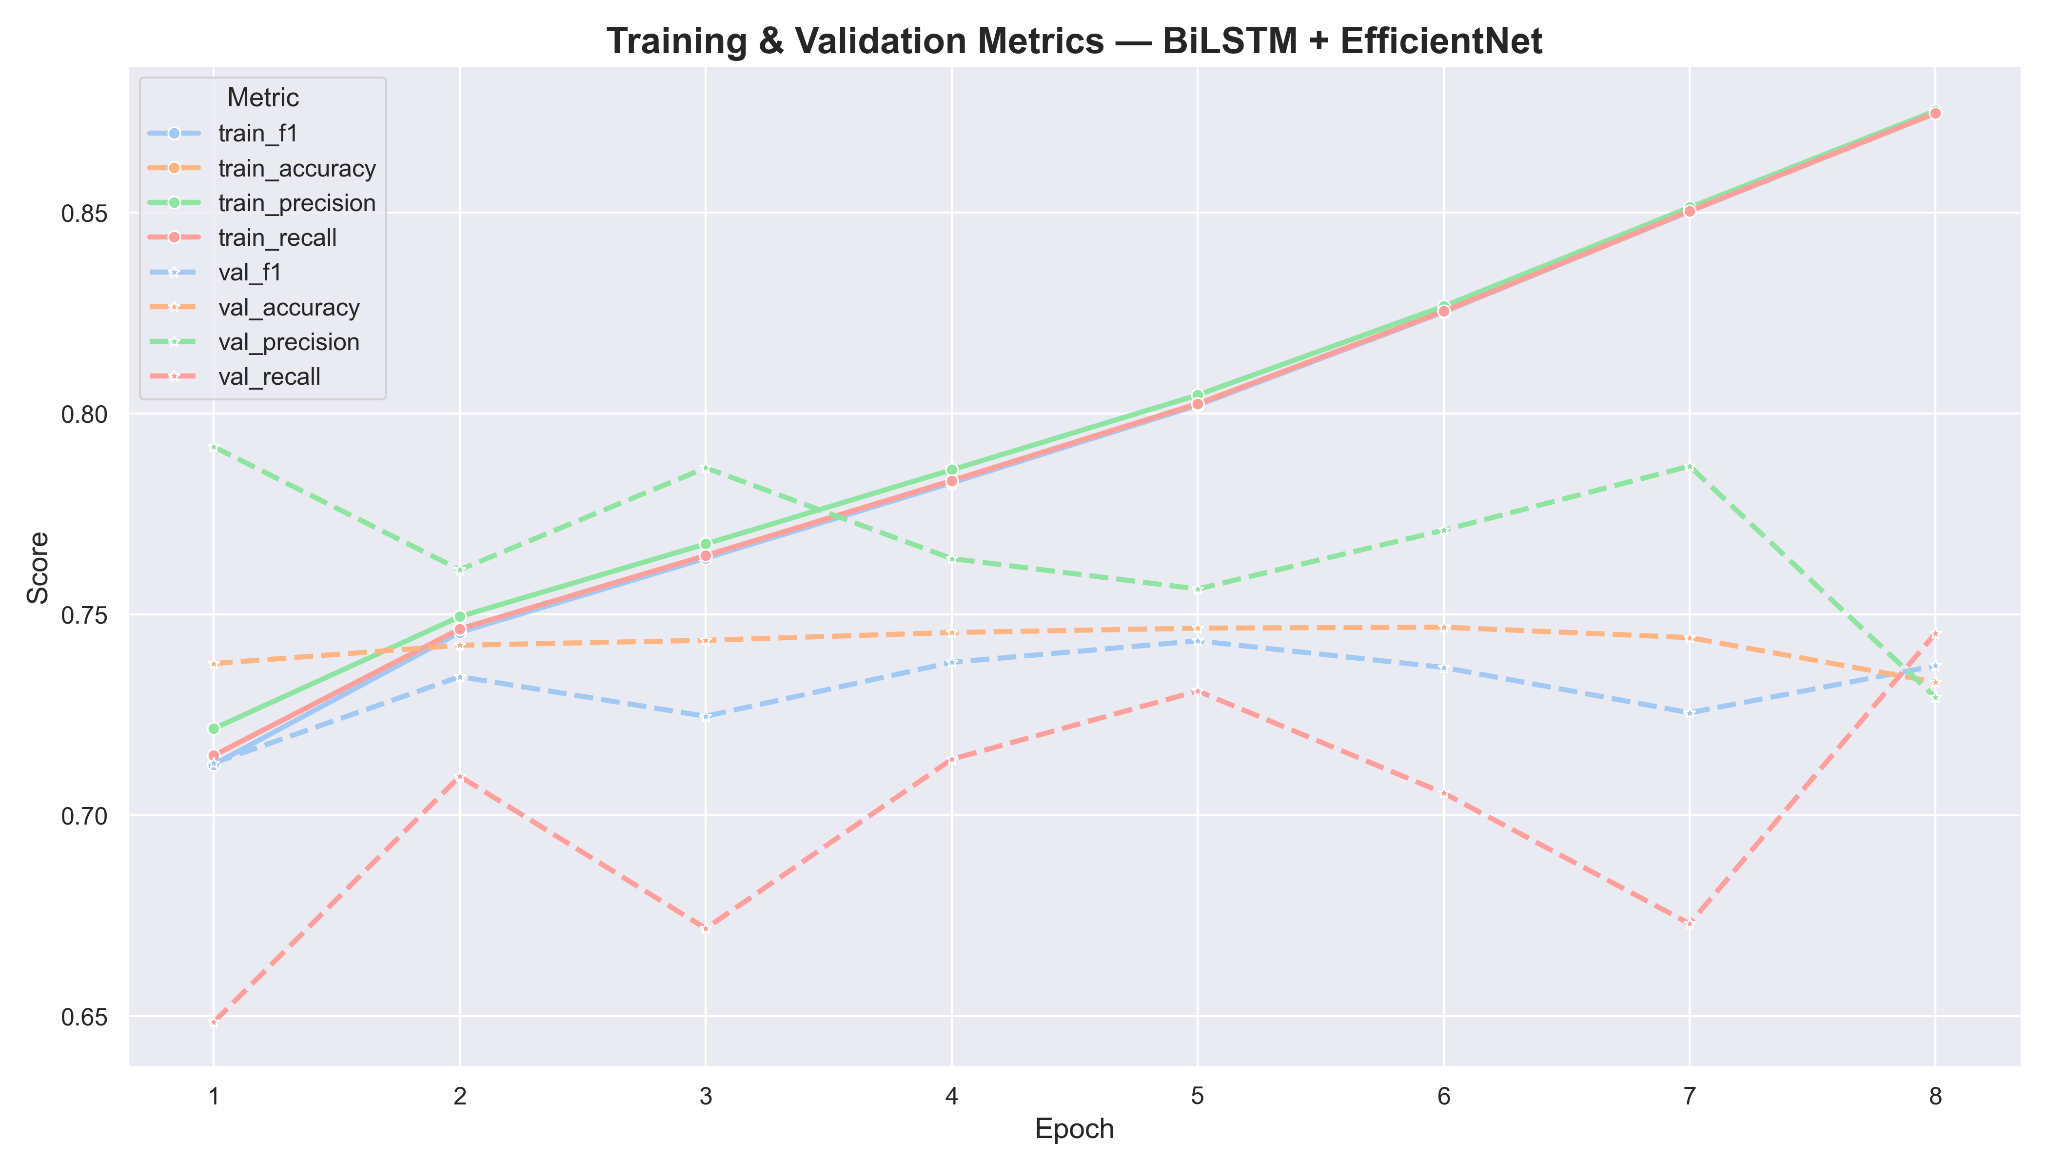 Training & Validation Metrics — BiLSTM + EfficientNet
Metric
train_f1
train_accuracy
train_precision
train_recall
val_f1
val_accuracy
val_precision
val_recall
0.85
0.80
0.75
0.70
0.65
Score
1 2 3 4 5 6 7 8
Epoch